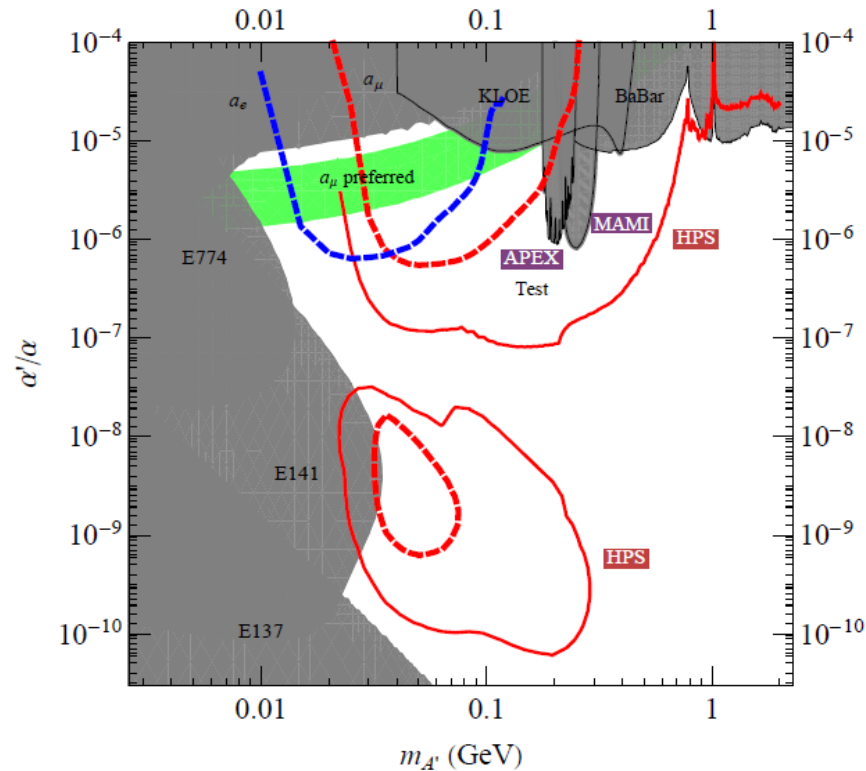 0.01 0.1 1
10⁻⁴ 10⁻⁴
a_e a_μ KLOE BaBar
10⁻⁵ 10⁻⁵
a_μ preferred
MAMI
10⁻⁶ HPS 10⁻⁶
E774 APEX
Test
10⁻⁷ 10⁻⁷
α'/α
10⁻⁸ 10⁻⁸
E141
10⁻⁹ 10⁻⁹
HPS
10⁻¹⁰ E137 10⁻¹⁰
0.01 0.1 1
m_A' (GeV)